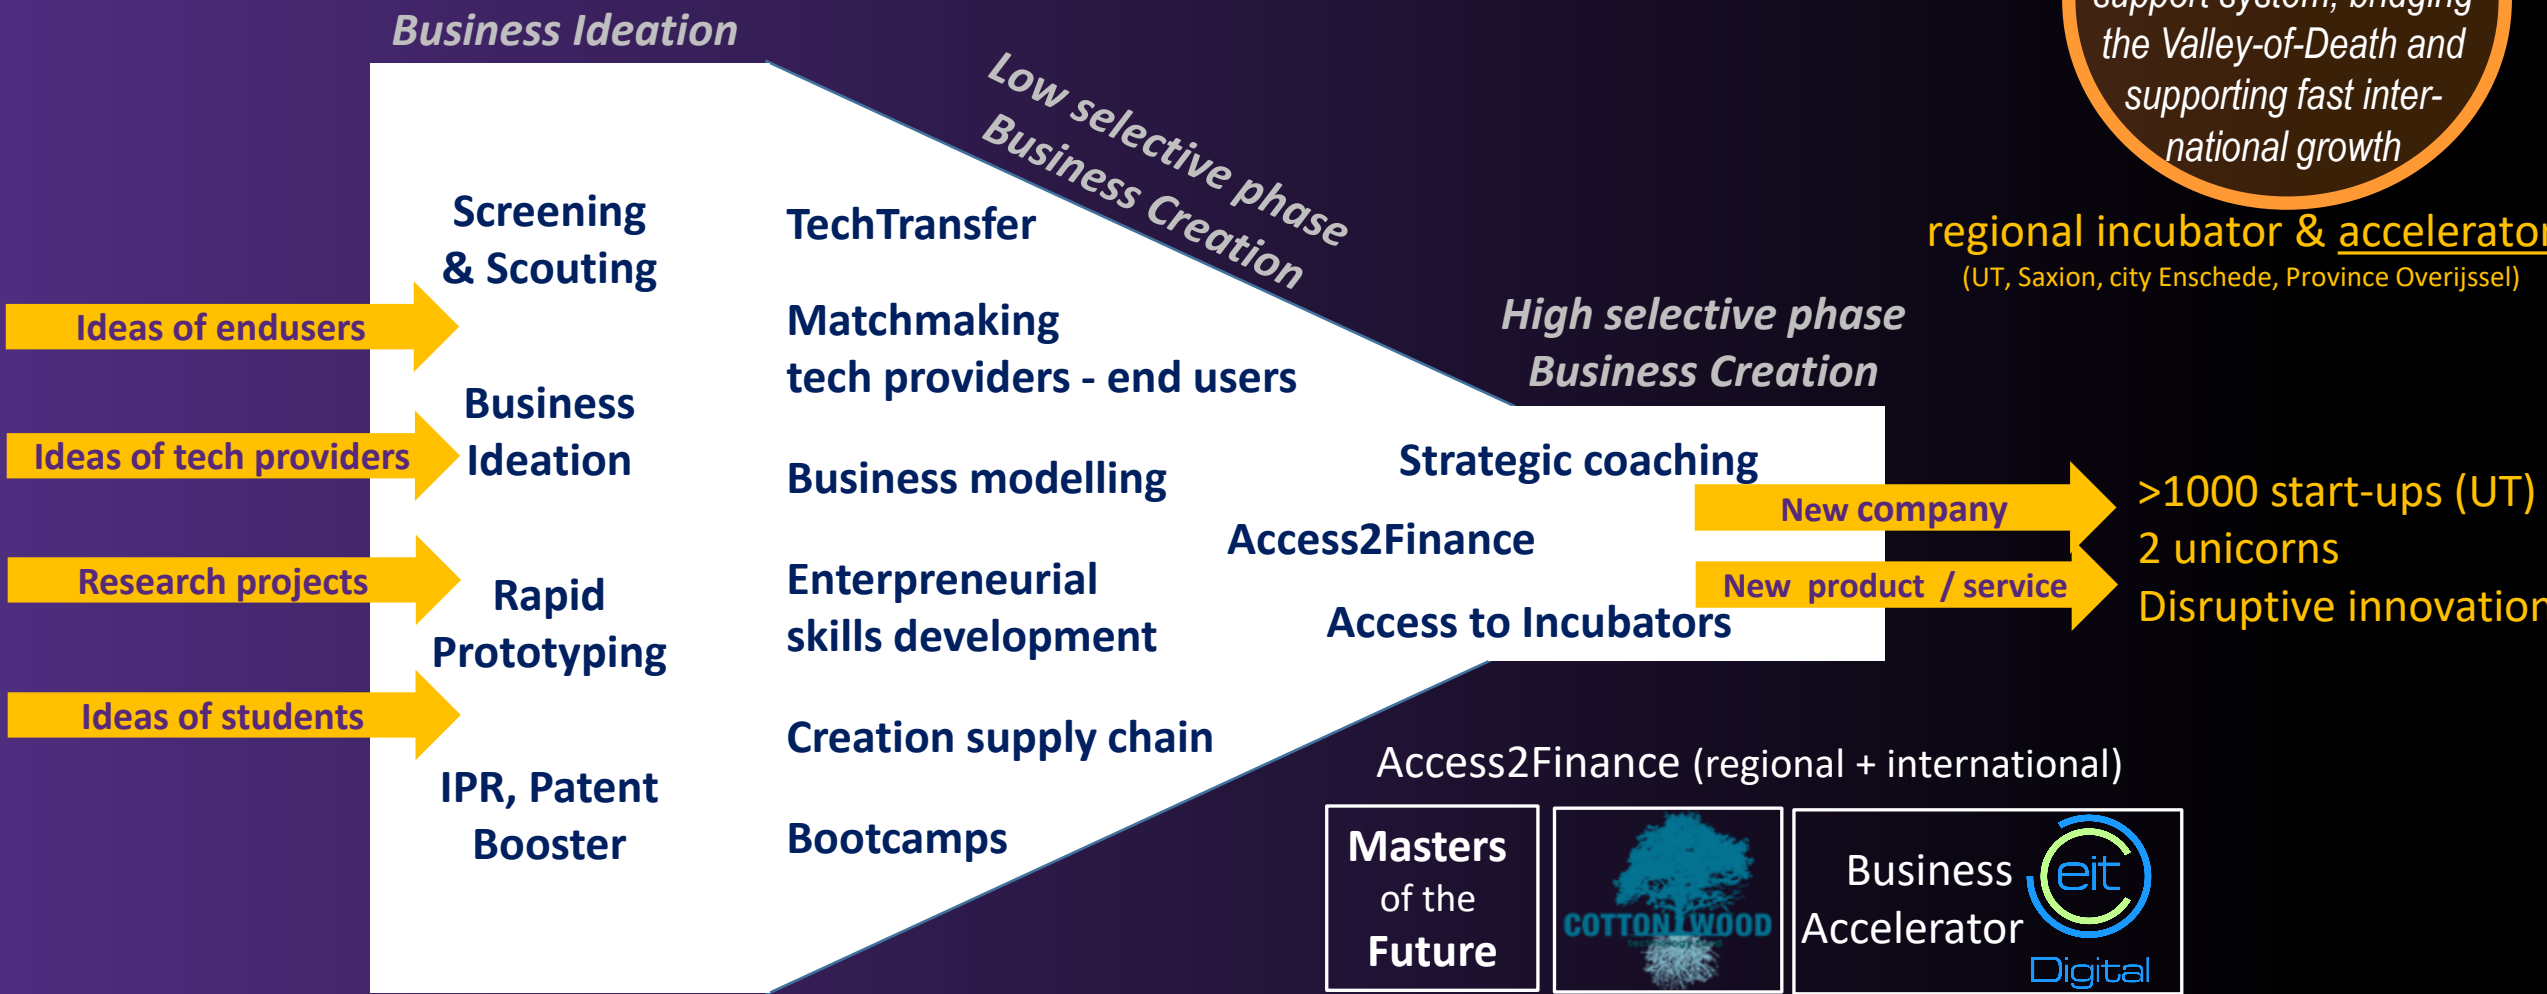 Business Ideation
Low selective phase
Business Creation
High selective phase
Business Creation
support system, bridging
the Valley-of-Death and
supporting fast inter-
national growth
regional incubator & accelerator
(UT, Saxion, city Enschede, Province Overijssel)
Ideas of endusers
Ideas of tech providers
Research projects
Ideas of students
Screening
& Scouting
Business
Ideation
Rapid
Prototyping
IPR, Patent
Booster
TechTransfer
Matchmaking
tech providers - end users
Business modelling
Enterpreneurial
skills development
Creation supply chain
Bootcamps
Strategic coaching
Access2Finance
Access to Incubators
New company
New product / service
>1000 start-ups (UT)
2 unicorns
Disruptive innovation
Access2Finance (regional + international)
Masters
of the
Future
COTTONWOOD
technology fund
Business
Accelerator
eit
Digital